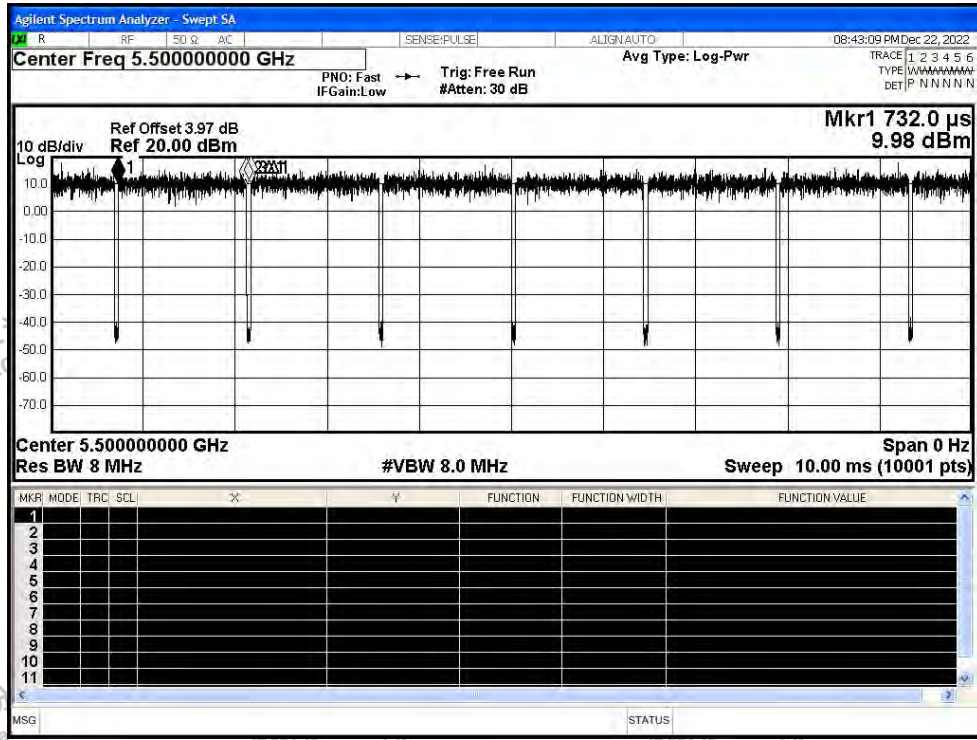 Agilent Spectrum Analyzer - Swept SA
LXI R RF 50 Ω AC SENSE:PULSE ALIGN AUTO 08:43:09 PM Dec 22, 2022
Center Freq 5.500000000 GHz
PNO: Fast
IFGain:Low
Trig: Free Run
#Atten: 30 dB
Avg Type: Log-Pwr
TRACE 1 2 3 4 5 6
TYPE WWWWWW
DET P N N N N N
Mkr1 732.0 µs
9.98 dBm
Ref Offset 3.97 dB
10 dB/div Ref 20.00 dBm
Log
1
10.0
0.00
-10.0
-20.0
-30.0
-40.0
-50.0
-60.0
-70.0
Center 5.500000000 GHz Span 0 Hz
Res BW 8 MHz #VBW 8.0 MHz Sweep 10.00 ms (10001 pts)
MKR MODE TRC SCL X Y FUNCTION FUNCTION WIDTH FUNCTION VALUE
1
2
3
4
5
6
7
8
9
10
11
MSG STATUS